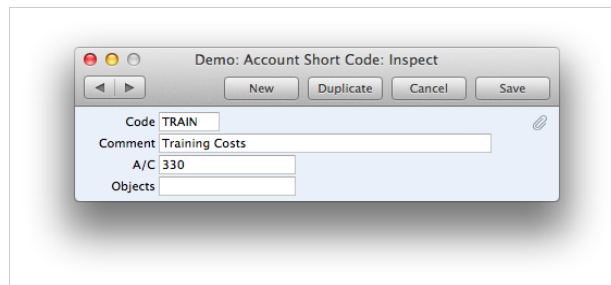 Demo: Account Short Code: Inspect
New Duplicate Cancel Save
Code TRAIN
Comment Training Costs
A/C 330
Objects